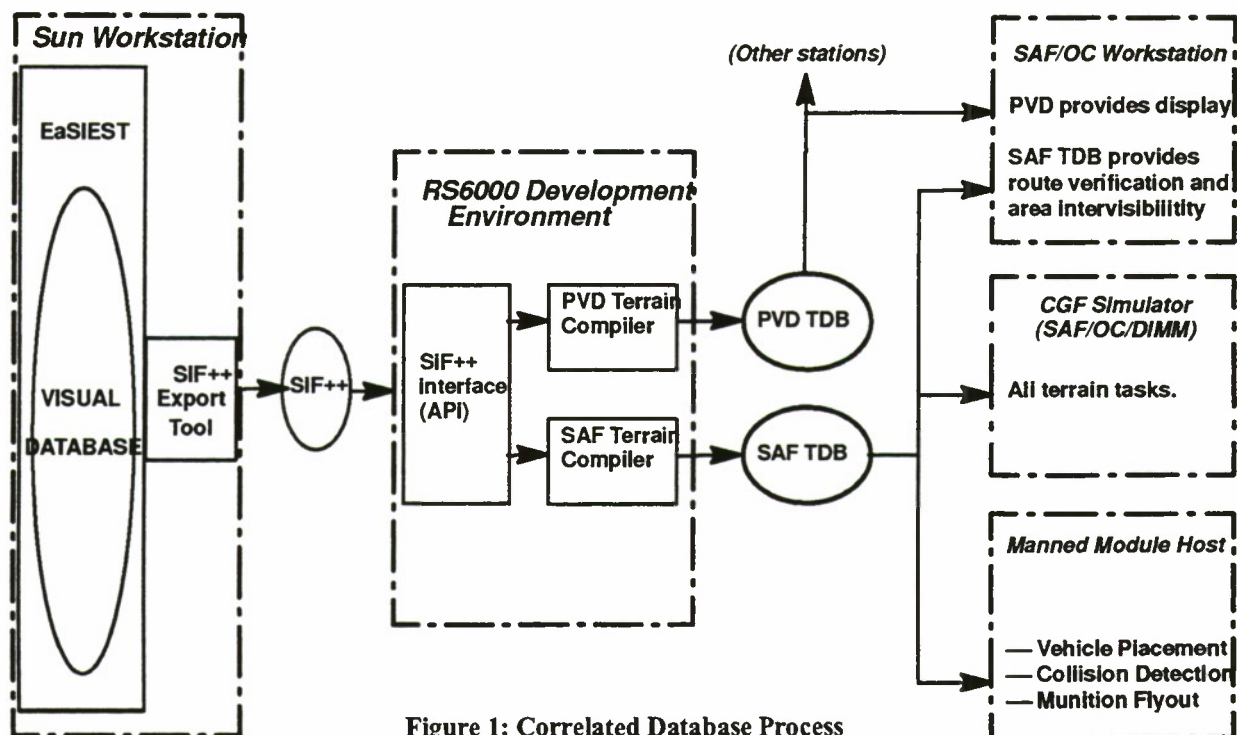 Sun Workstation
EaSIEST
VISUAL
DATABASE
SIF++
Export
Tool
SIF++
RS6000 Development
Environment
SIF++
interface
(API)
PVD Terrain
Compiler
SAF Terrain
Compiler
PVD TDB
SAF TDB
(Other stations)
SAF/OC Workstation
PVD provides display
SAF TDB provides
route verification and
area intervisibilitity
CGF Simulator
(SAF/OC/DIMM)
All terrain tasks.
Manned Module Host
— Vehicle Placement
— Collision Detection
— Munition Flyout
Figure 1: Correlated Database Process